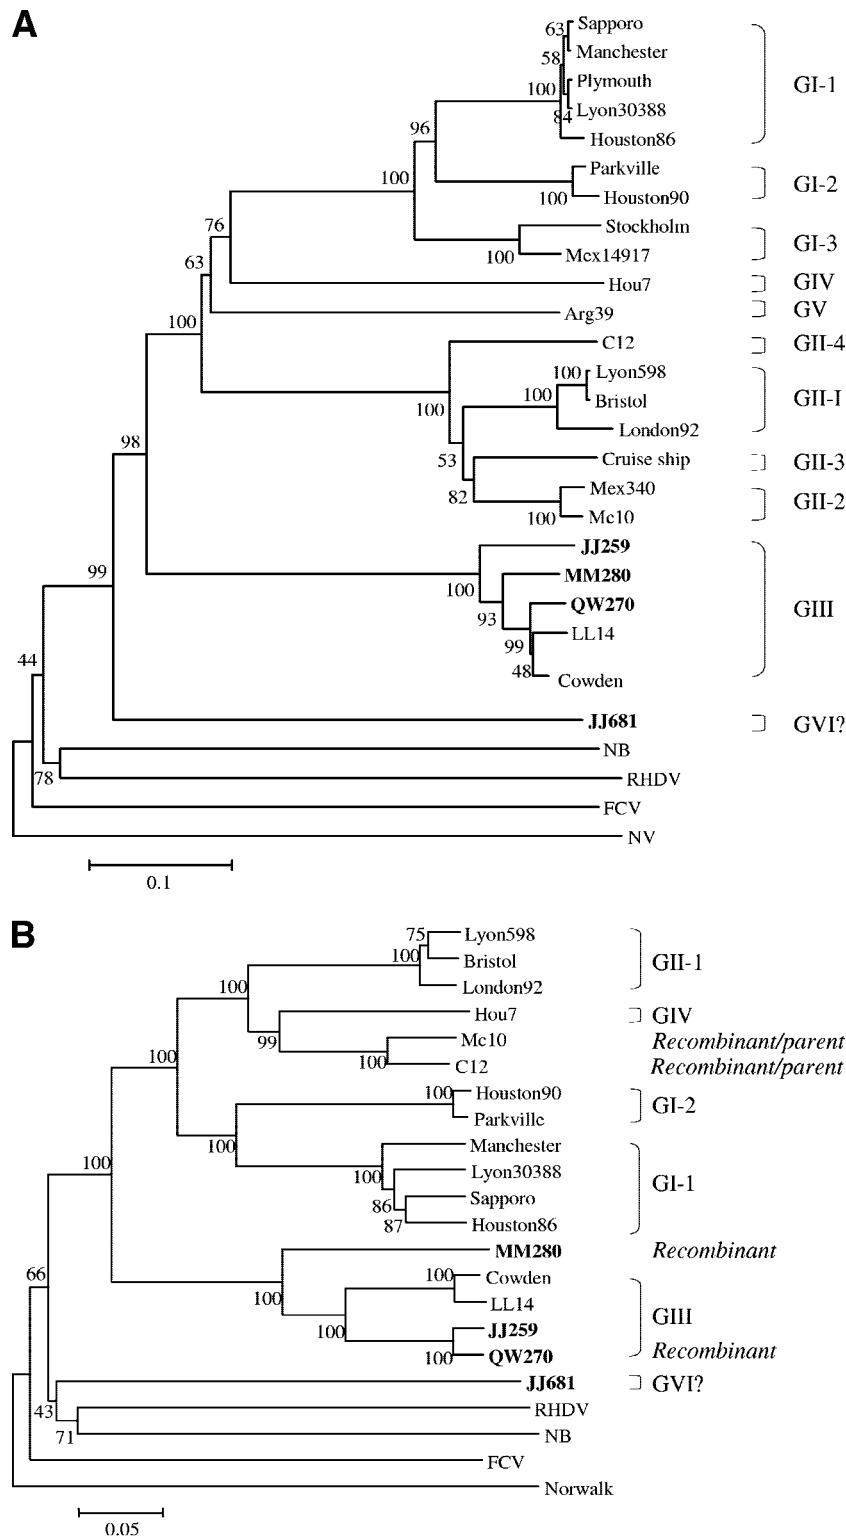 A
63 Sapporo
Manchester
58
Plymouth
GI-1
100
Lyon30388
84
96
Houston86
Parkville
100
GI-2
100 Houston90
Stockholm
76
GI-3
100 Mex14917
63
Hou7 GIV
Arg39 GV
100
C12 GII-4
100 Lyon598
100
GII-I
100
Bristol
London92
98
53
Cruise ship GII-3
82
Mex340
GII-2
100 Mc10
JJ259
99
MM280
100
QW270
GIII
93
LL14
99
44
48
Cowden
JJ681 GVI?
NB
78
RHDV
FCV
NV
0.1
B
75 Lyon598
100
Bristol
GII-1
100
London92
Hou7 GIV
99
Mc10 Recombinant/parent
100
100
C12 Recombinant/parent
100 Houston90
GI-2
Parkville
100
Manchester
100
100
Lyon30388
GI-1
86
Sapporo
87
Houston86
MM280 Recombinant
66
100 Cowden
100
LL14
GIII
100
JJ259
100 QW270 Recombinant
JJ681 GVI?
43
RHDV
71
NB
FCV
Norwalk
0.05